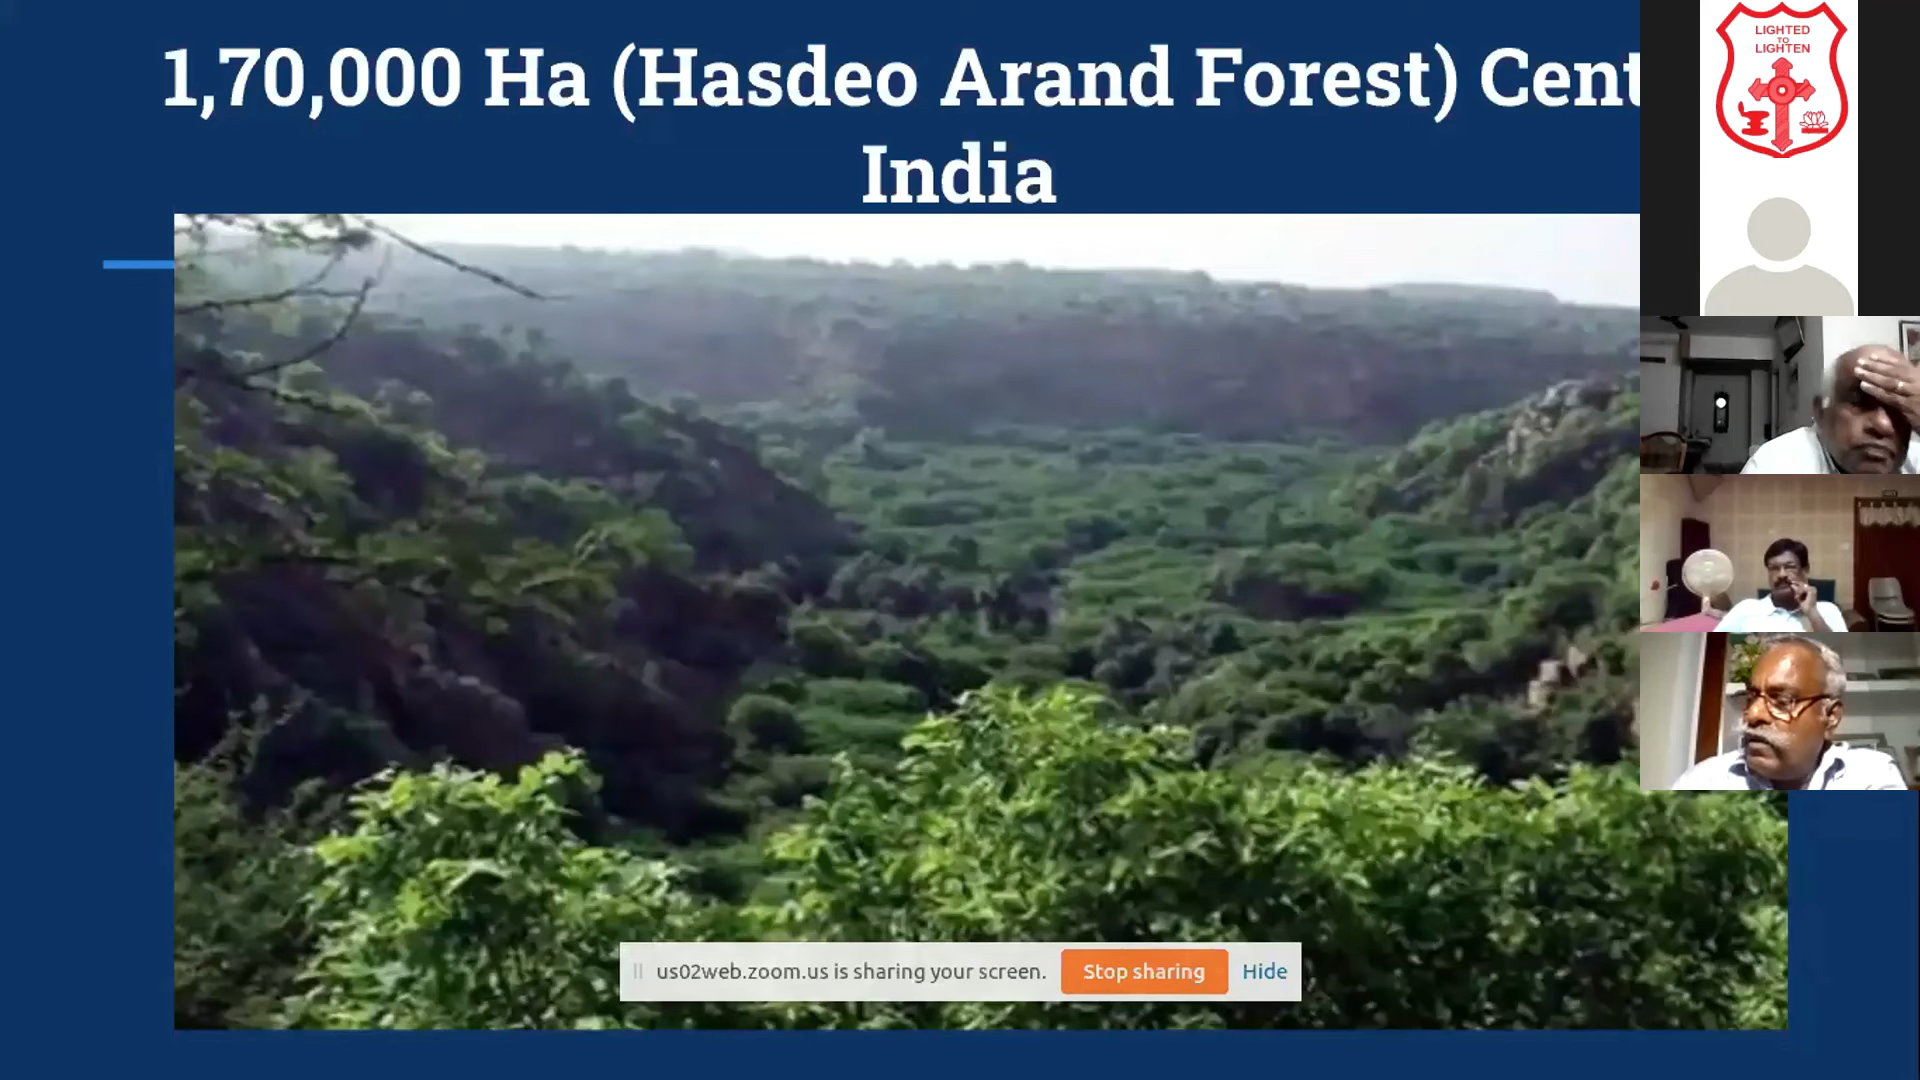 1,70,000 Ha (Hasdeo Arand Forest) Cent
India
LIGHTED
TO
LIGHTEN
us02web.zoom.us is sharing your screen.
Stop sharing
Hide